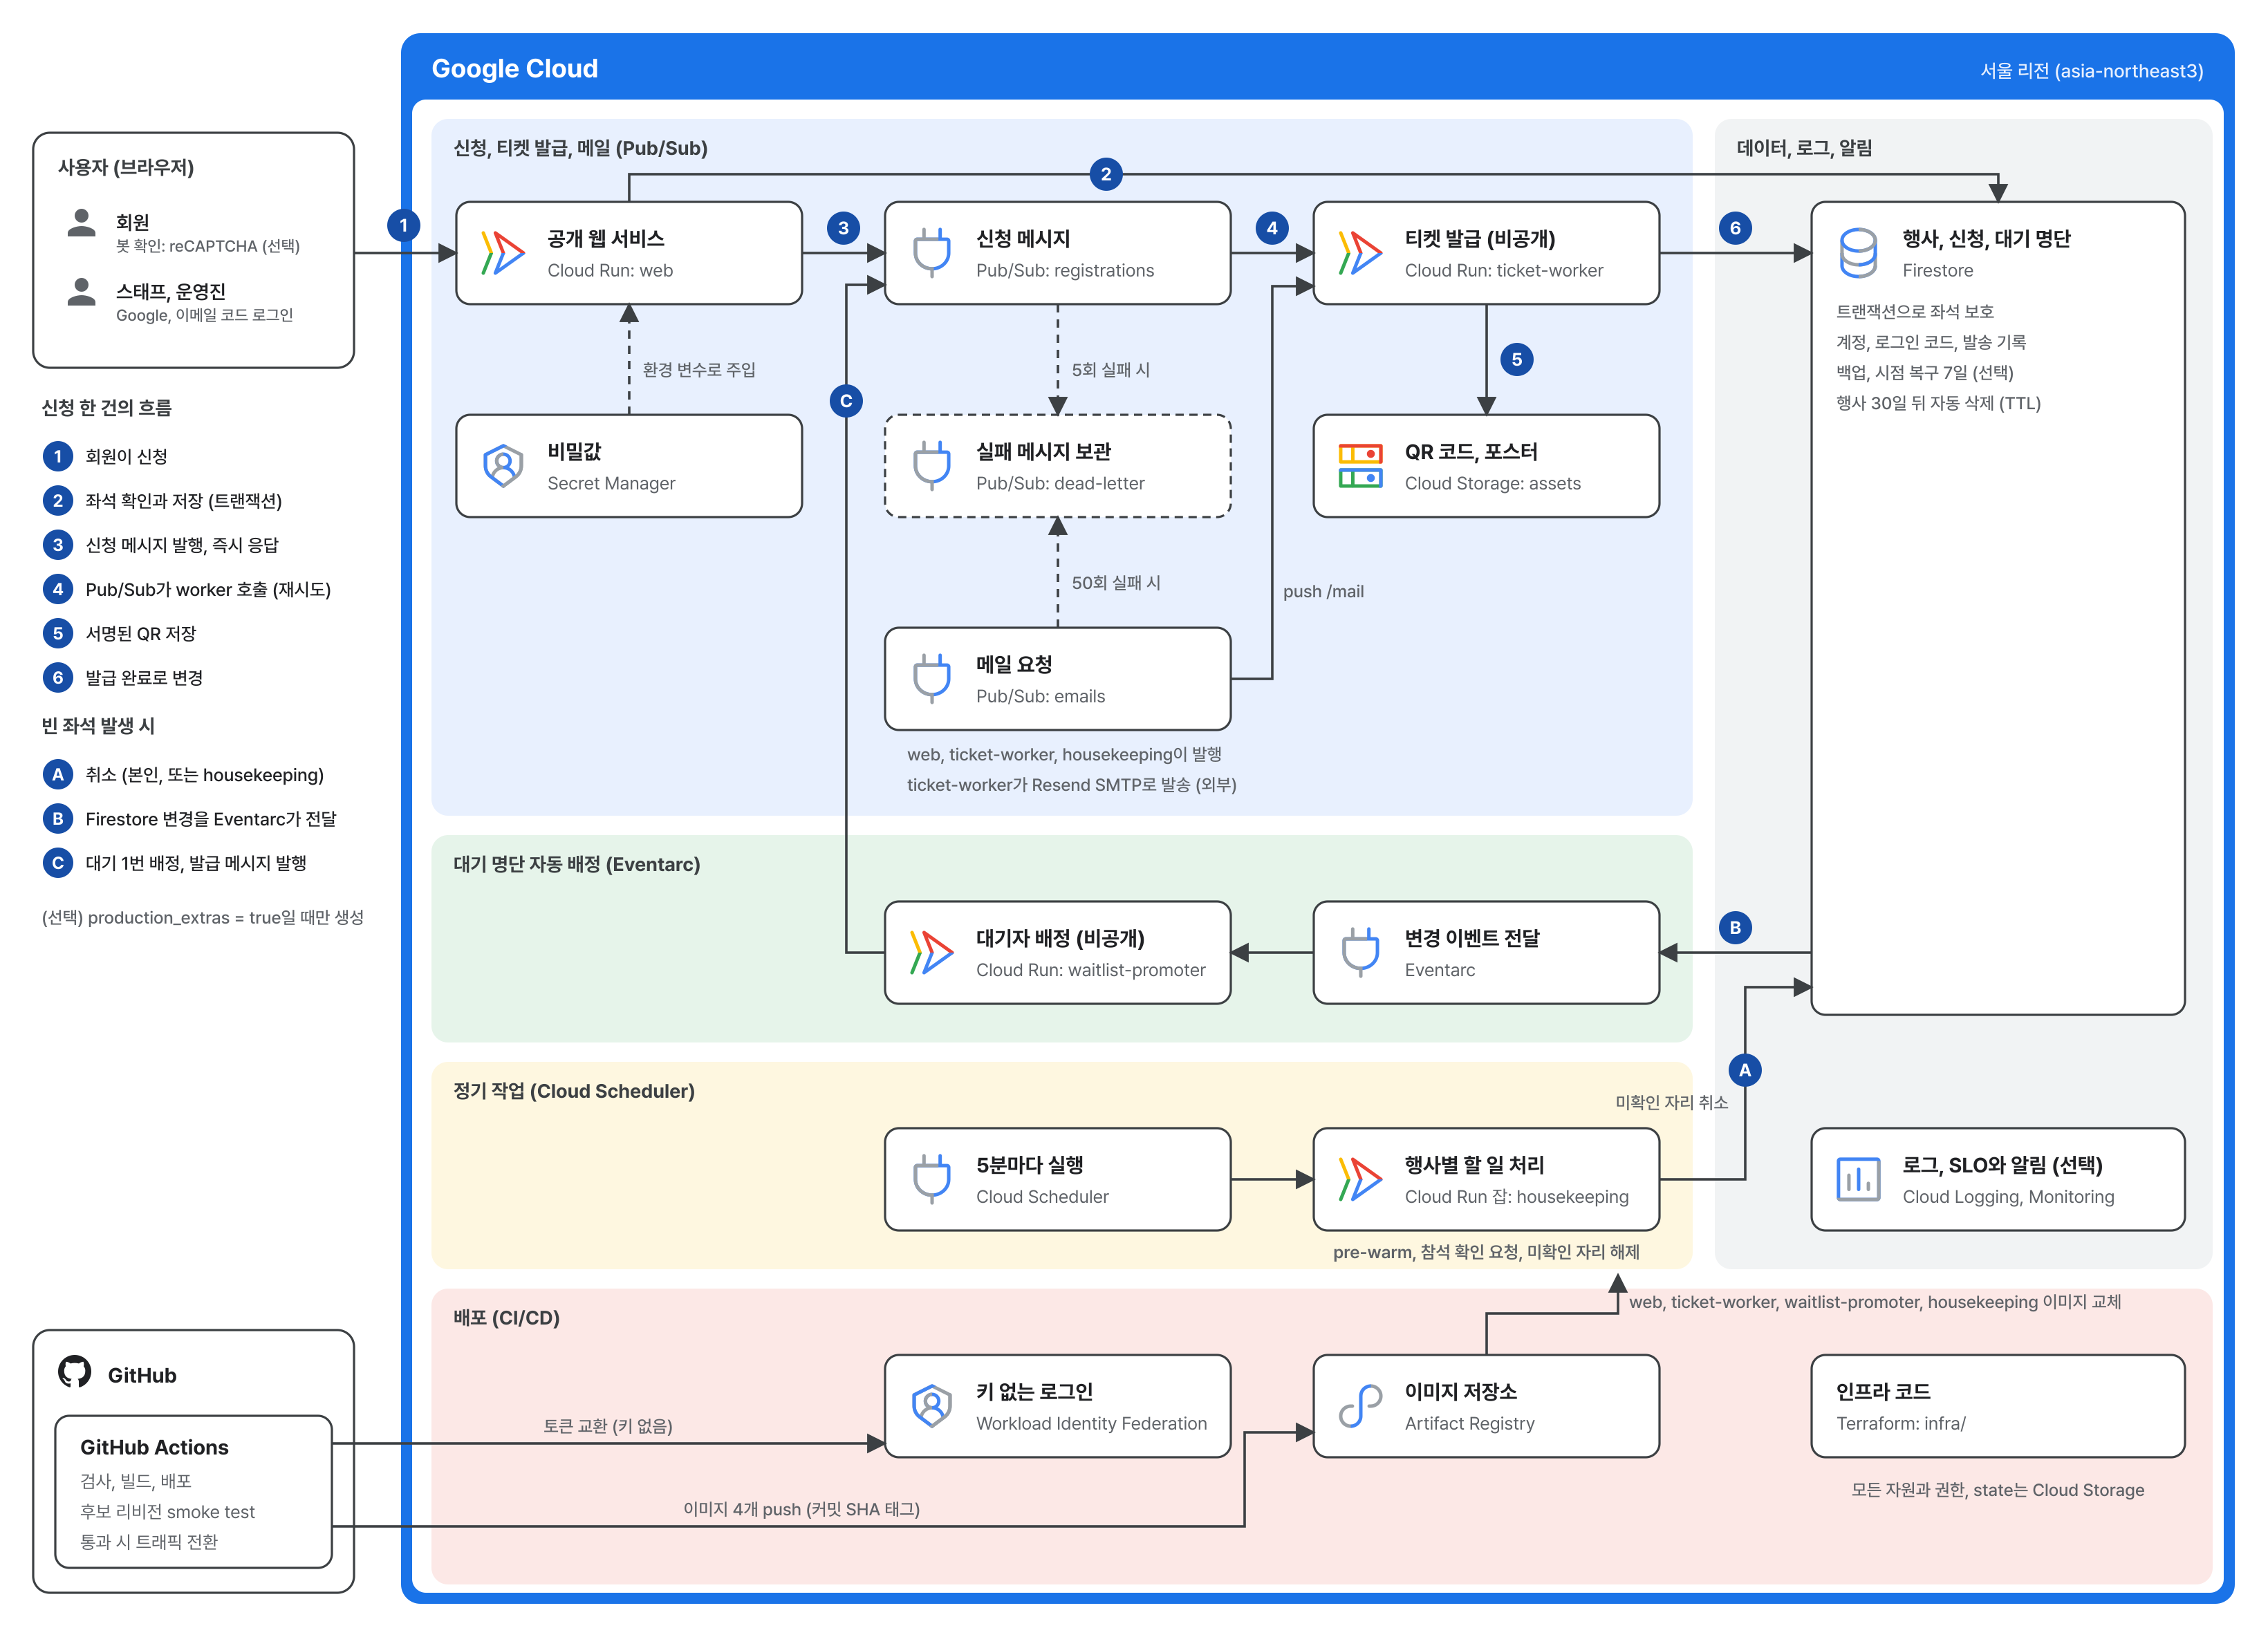 Google Cloud
서울 리전 (asia-northeast3)
사용자 (브라우저)
회원
봇 확인: reCAPTCHA (선택)
스태프, 운영진
Google, 이메일 코드 로그인
신청 한 건의 흐름
1 회원이 신청
2 좌석 확인과 저장 (트랜잭션)
3 신청 메시지 발행, 즉시 응답
4 Pub/Sub가 worker 호출 (재시도)
5 서명된 QR 저장
6 발급 완료로 변경
빈 좌석 발생 시
A 취소 (본인, 또는 housekeeping)
B Firestore 변경을 Eventarc가 전달
C 대기 1번 배정, 발급 메시지 발행
(선택) production_extras = true일 때만 생성
신청, 티켓 발급, 메일 (Pub/Sub)
1
2
3
4
5
6
공개 웹 서비스
Cloud Run: web
신청 메시지
Pub/Sub: registrations
티켓 발급 (비공개)
Cloud Run: ticket-worker
환경 변수로 주입
5회 실패 시
C
비밀값
Secret Manager
실패 메시지 보관
Pub/Sub: dead-letter
QR 코드, 포스터
Cloud Storage: assets
50회 실패 시
push /mail
메일 요청
Pub/Sub: emails
web, ticket-worker, housekeeping이 발행
ticket-worker가 Resend SMTP로 발송 (외부)
데이터, 로그, 알림
행사, 신청, 대기 명단
Firestore
트랜잭션으로 좌석 보호
계정, 로그인 코드, 발송 기록
백업, 시점 복구 7일 (선택)
행사 30일 뒤 자동 삭제 (TTL)
대기 명단 자동 배정 (Eventarc)
대기자 배정 (비공개)
Cloud Run: waitlist-promoter
변경 이벤트 전달
Eventarc
B
정기 작업 (Cloud Scheduler)
A
미확인 자리 취소
5분마다 실행
Cloud Scheduler
행사별 할 일 처리
Cloud Run 잡: housekeeping
pre-warm, 참석 확인 요청, 미확인 자리 해제
로그, SLO와 알림 (선택)
Cloud Logging, Monitoring
배포 (CI/CD)
web, ticket-worker, waitlist-promoter, housekeeping 이미지 교체
GitHub
GitHub Actions
검사, 빌드, 배포
후보 리비전 smoke test
통과 시 트래픽 전환
토큰 교환 (키 없음)
이미지 4개 push (커밋 SHA 태그)
키 없는 로그인
Workload Identity Federation
이미지 저장소
Artifact Registry
인프라 코드
Terraform: infra/
모든 자원과 권한, state는 Cloud Storage